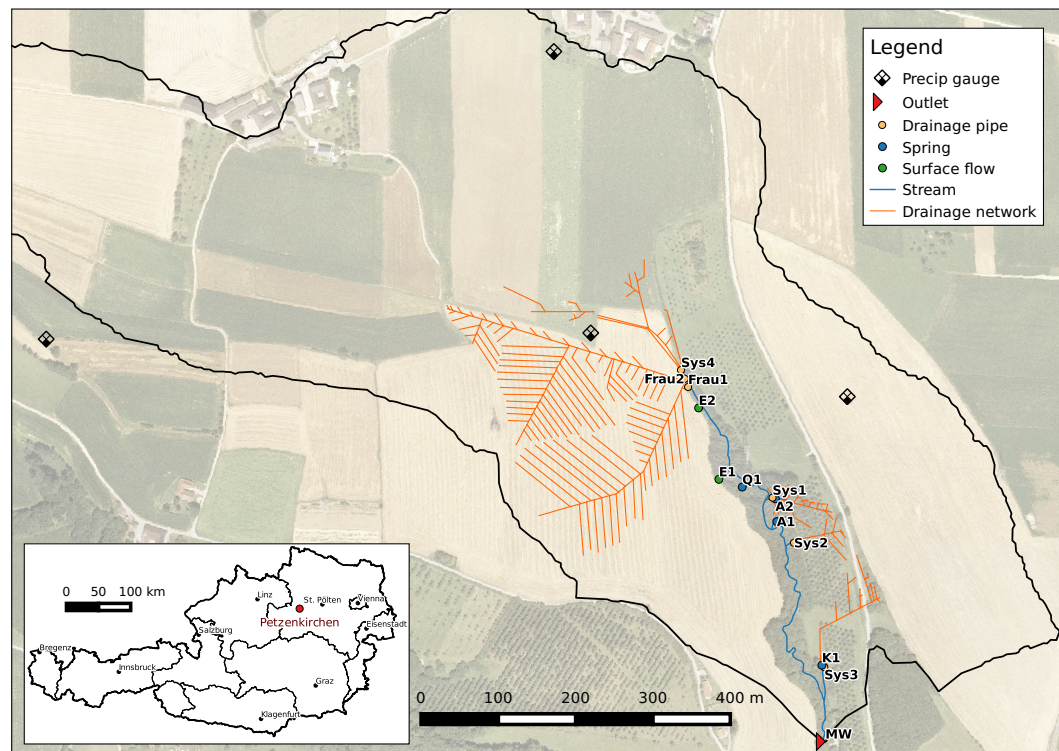 Legend
Precip gauge
Outlet
Drainage pipe
Spring
Surface flow
Stream
Drainage network
Sys4
Frau2
Frau1
E2
E1
Q1
Sys1
A2
A1
Sys2
K1
Sys3
MW
0 50 100 km
Linz
St. Pölten
Vienna
Petzenkirchen
Eisenstadt
Salzburg
Bregenz
Innsbruck
Graz
Klagenfurt
0 100 200 300 400 m